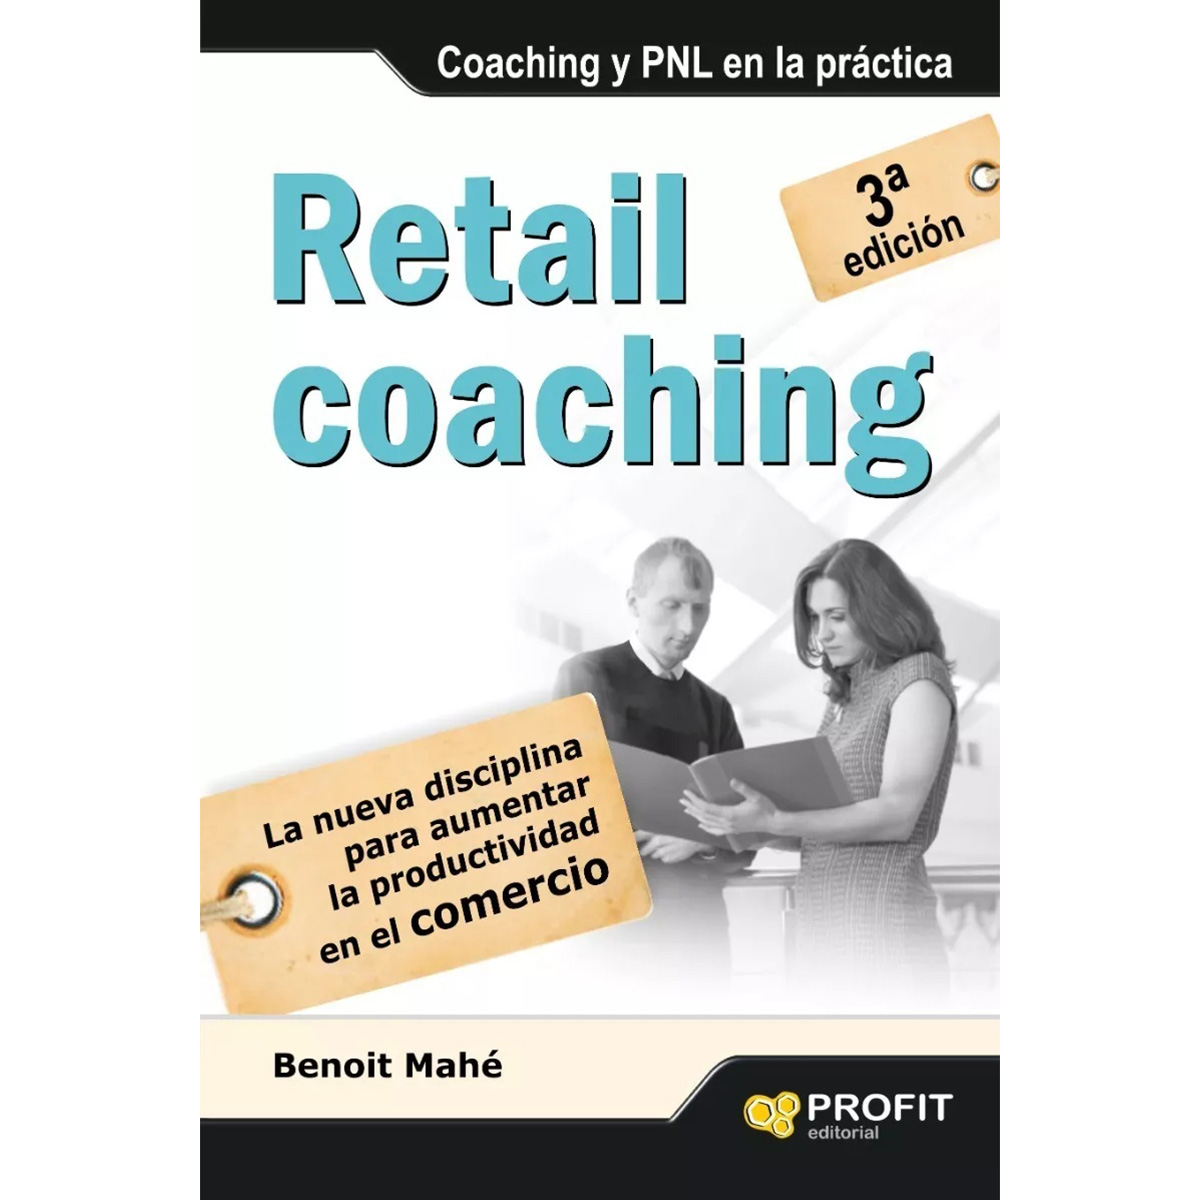 Coaching y PNL en la práctica
3ª
edición
Retail
coaching
La nueva disciplina
para aumentar
la productividad
en el comercio
Benoit Mahé
PROFIT
editorial